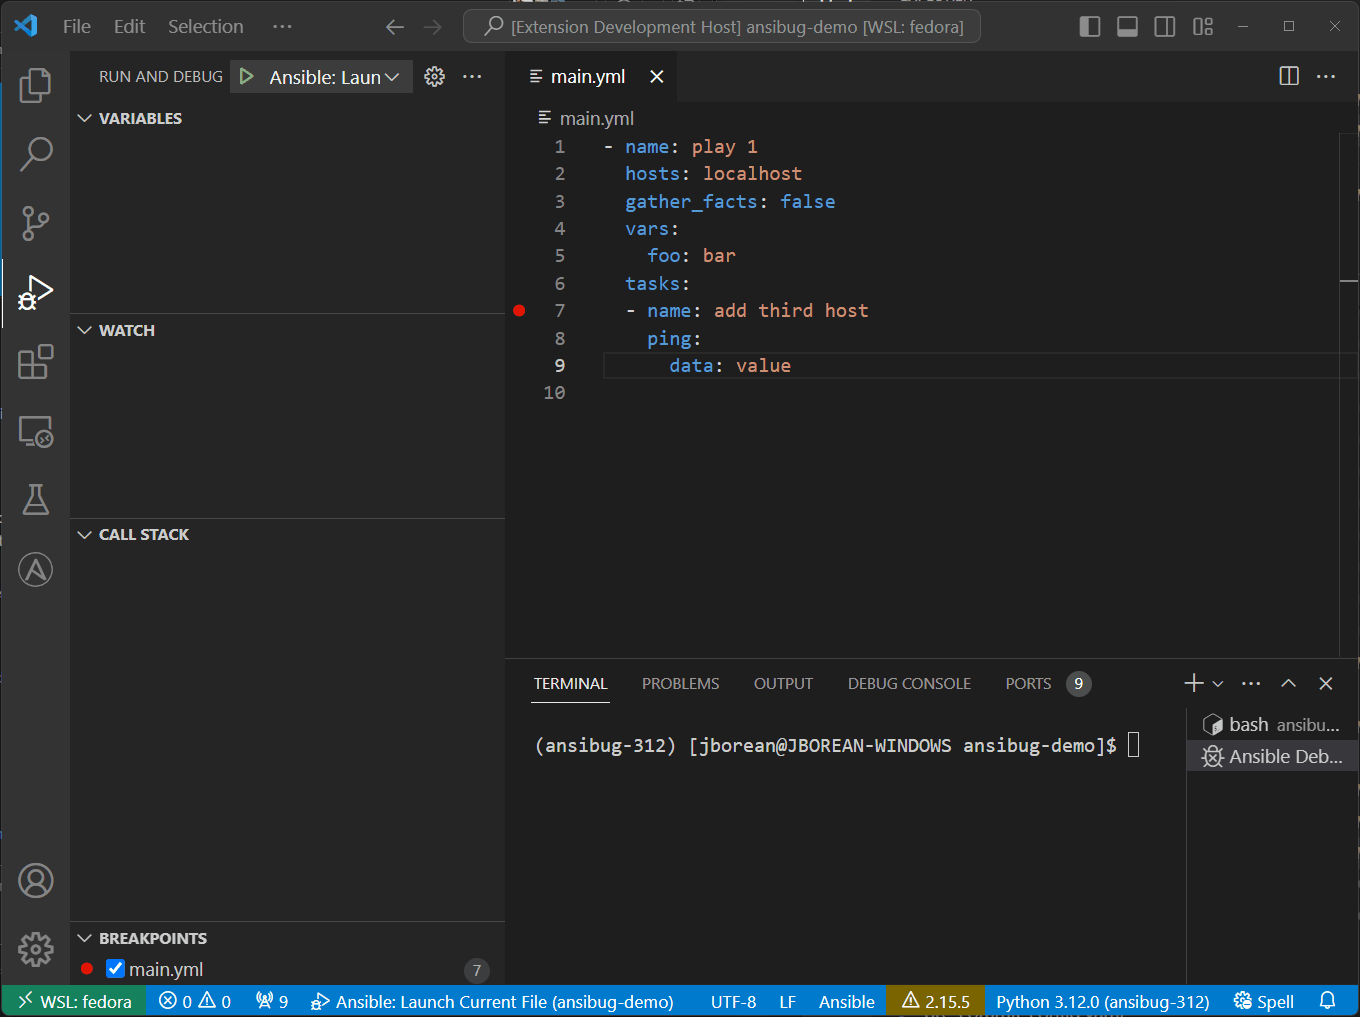 File Edit Selection ··· [Extension Development Host] ansibug-demo [WSL: fedora]
RUN AND DEBUG Ansible: Laun
main.yml
VARIABLES
main.yml
1 - name: play 1
2 hosts: localhost
3 gather_facts: false
4 vars:
5 foo: bar
6 tasks:
7 - name: add third host
8 ping:
9 data: value
10
WATCH
CALL STACK
TERMINAL PROBLEMS OUTPUT DEBUG CONSOLE PORTS 9
(ansibug-312) [jborean@JBOREAN-WINDOWS ansibug-demo]$
bash ansibu...
Ansible Deb...
BREAKPOINTS
main.yml 7
WSL: fedora 0 0 9 Ansible: Launch Current File (ansibug-demo) UTF-8 LF Ansible 2.15.5 Python 3.12.0 (ansibug-312) Spell